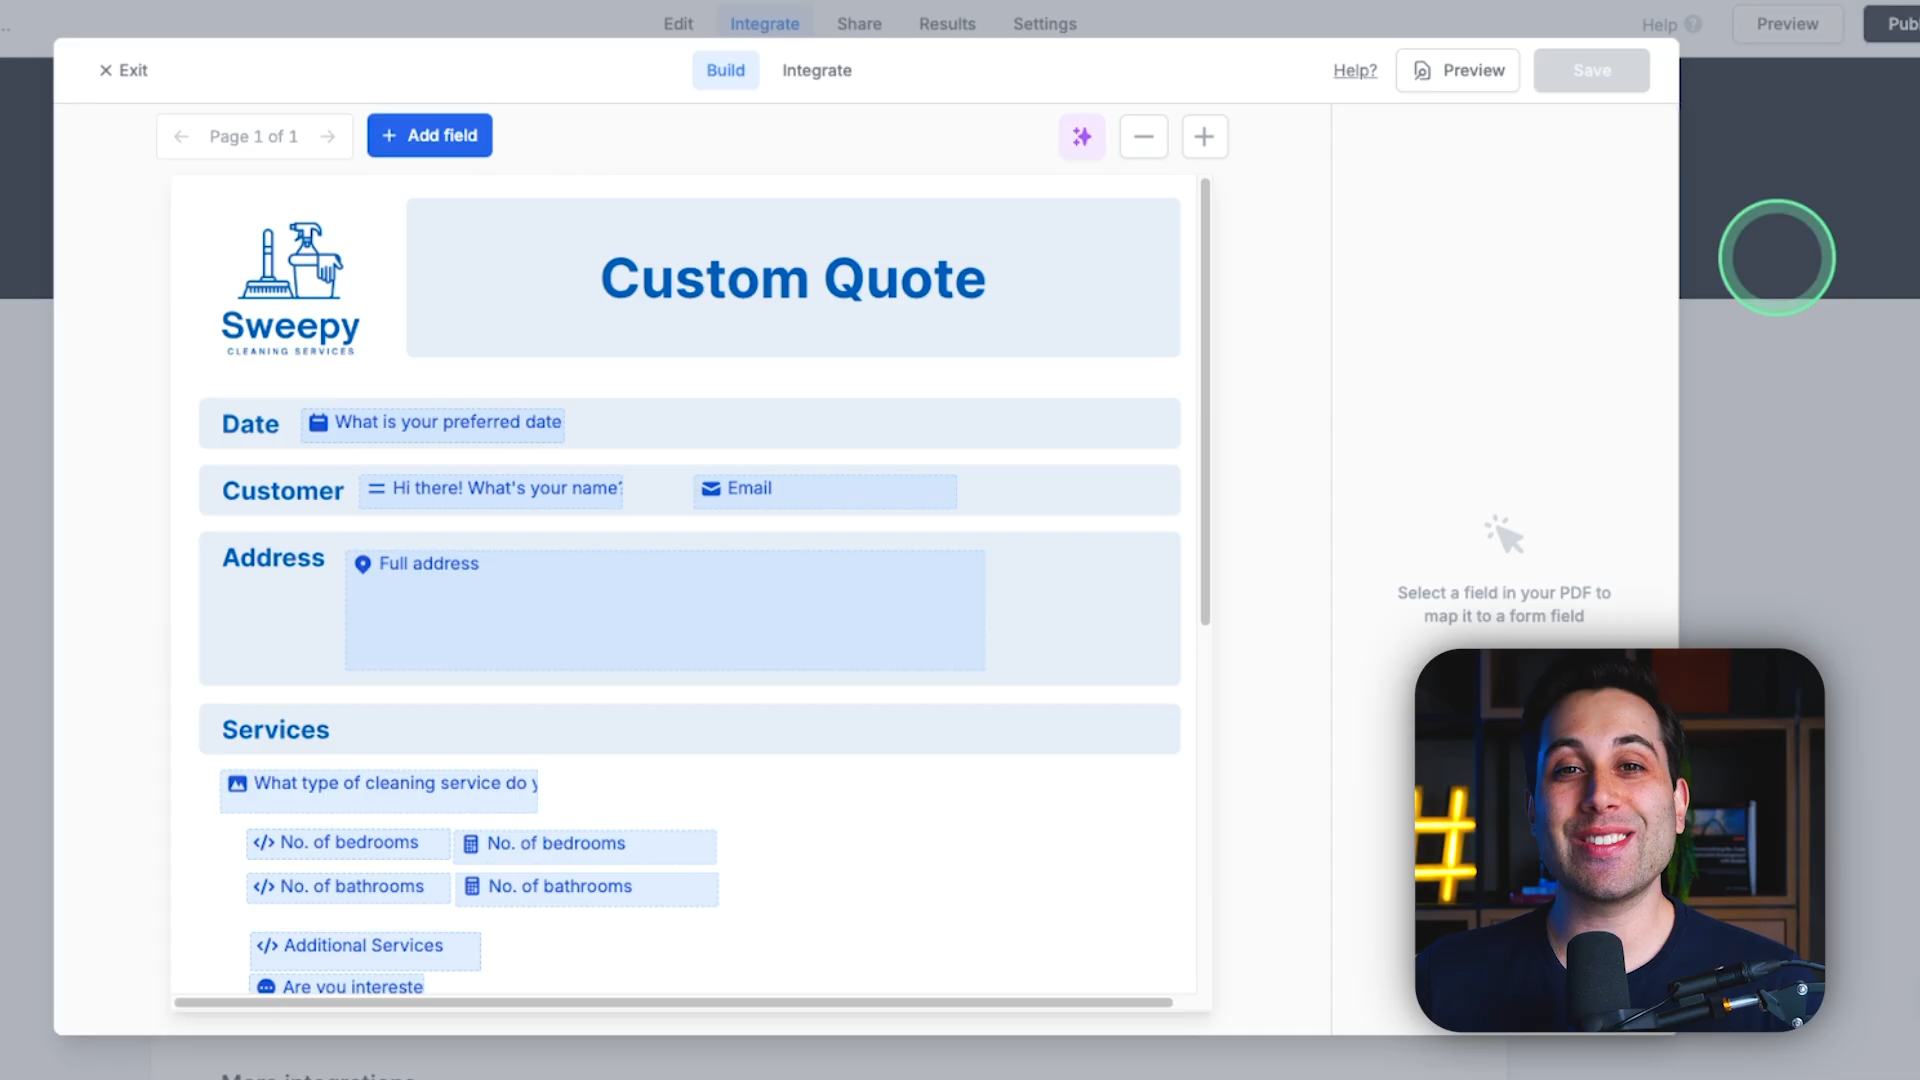 Edit Integrate Share Results Settings Help Preview
Exit Build Integrate Help? Preview Save
Page 1 of 1 Add field
Custom Quote
Sweepy
CLEANING SERVICES
Date What is your preferred date
Customer Hi there! What's your name? Email
Address Full address
Services
What type of cleaning service do y
</> No. of bedrooms No. of bedrooms
</> No. of bathrooms No. of bathrooms
</> Additional Services
Are you intereste
Select a field in your PDF to
map it to a form field
#